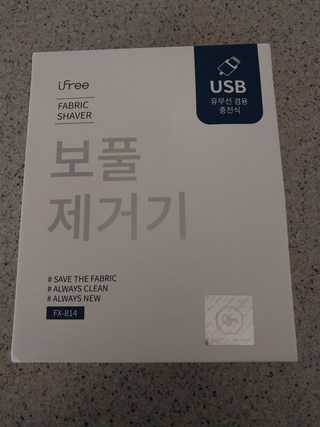 iFree
FABRIC
SHAVER
USB
유무선 겸용
충전식
보풀
제거기
# SAVE THE FABRIC
# ALWAYS CLEAN
# ALWAYS NEW
FX-814